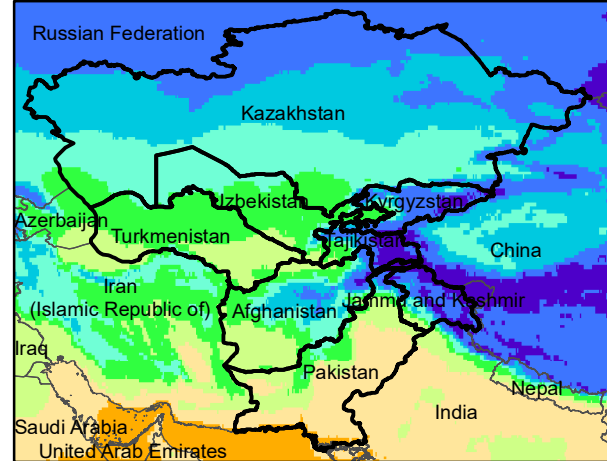 Russian Federation
Kazakhstan
Izbekistan
Kyrgyzstan
Azerbaijan
Turkmenistan
Tajikistan
China
Iran
(Islamic Republic of)
Afghanistan
Jammu and Kashmir
Iraq
Pakistan
Nepal
India
Saudi Arabia
United Arab Emirates